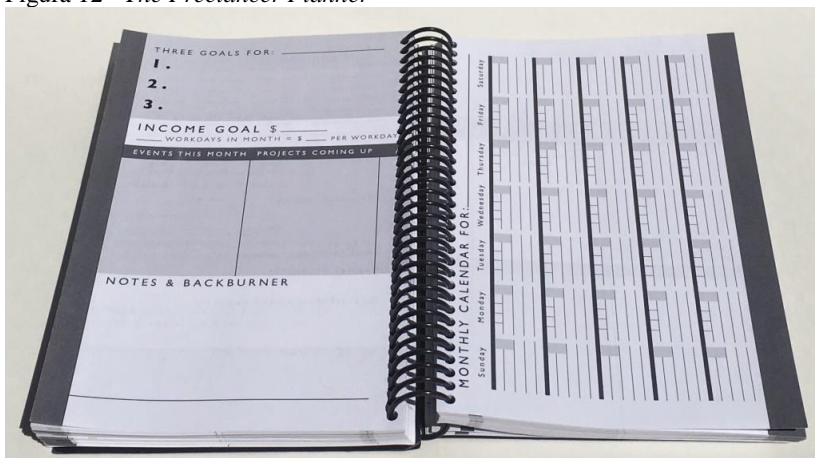 Figura 12 - The Freelancer Planner
THREE GOALS FOR:
1.
2.
3.
INCOME GOAL $
WORKDAYS IN MONTH = $ PER WORKDAY
EVENTS THIS MONTH PROJECTS COMING UP
NOTES & BACKBURNER
MONTHLY CALENDAR FOR:
Sunday Monday Tuesday Wednesday Thursday Friday Saturday